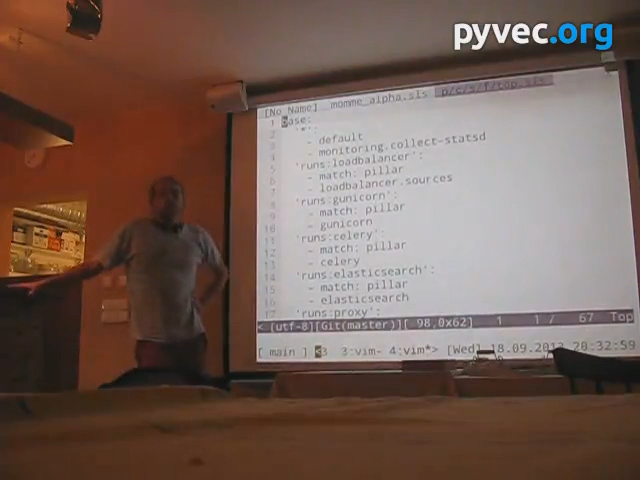 pyvec.org
[No Name] momme_alpha.sls p/c/s/f/top.sls
1 base:
2 '*':
3 - default
4 - monitoring.collect-statsd
5 'runs:loadbalancer':
6 - match: pillar
7 - loadbalancer.sources
8 'runs:gunicorn':
9 - match: pillar
10 - gunicorn
11 'runs:celery':
12 - match: pillar
13 - celery
14 'runs:elasticsearch':
15 - match: pillar
16 - elasticsearch
17 'runs:proxy':
< [utf-8][Git(master)][ 98,0x62] 1 1/ 67 Top
[ main ] <3 3:vim- 4:vim*> [Wed] 18.09.2013 20:32:59